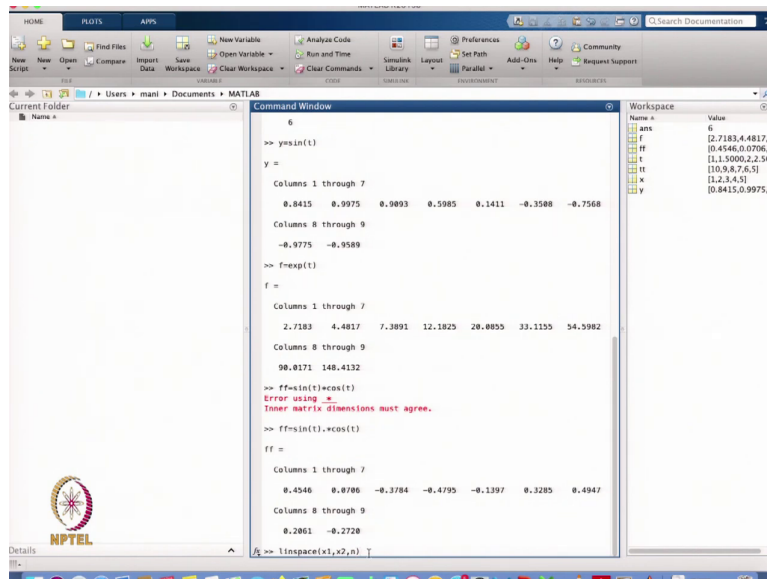 HOME PLOTS APPS
Search Documentation
New Script
New
Open
Find Files
Compare
Import Data
Save Workspace
New Variable
Open Variable
Clear Workspace
Analyze Code
Run and Time
Clear Commands
Simulink Library
Layout
Preferences
Set Path
Parallel
Add-Ons
Help
Community
Request Support
FILE VARIABLE CODE SIMULINK ENVIRONMENT RESOURCES
/ Users mani Documents MATLAB
Current Folder
Name
Command Window
6
>> y=sin(t)
y =
Columns 1 through 7
0.8415 0.9975 0.9093 0.5985 0.1411 -0.3508 -0.7568
Columns 8 through 9
-0.9775 -0.9589
>> f=exp(t)
f =
Columns 1 through 7
2.7183 4.4817 7.3891 12.1825 20.0855 33.1155 54.5982
Columns 8 through 9
90.0171 148.4132
>> ff=sin(t)*cos(t)
Error using *
Inner matrix dimensions must agree.
>> ff=sin(t).*cos(t)
ff =
Columns 1 through 7
0.4546 0.0706 -0.3784 -0.4795 -0.1397 0.3285 0.4947
Columns 8 through 9
0.2061 -0.2720
fx >> linspace(x1,x2,n)
Workspace
Name Value
ans 6
f [2.7183,4.4817,
ff [0.4546,0.0706,
t [1,1.5000,2,2.50
tt [10,9,8,7,6,5]
x [1,2,3,4,5]
y [0.8415,0.9975,
NPTEL
Details